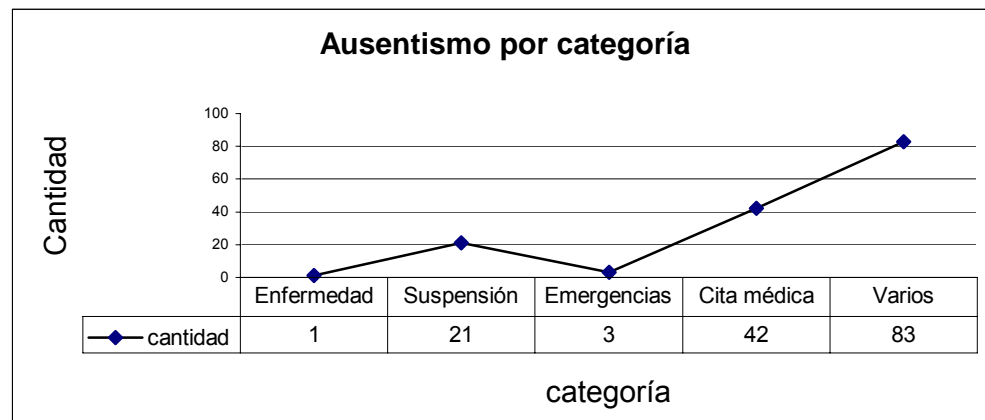 Ausentismo por categoría
Cantidad
100
80
60
40
20
0
Enfermedad Suspensión Emergencias Cita médica Varios
cantidad 1 21 3 42 83
categoría